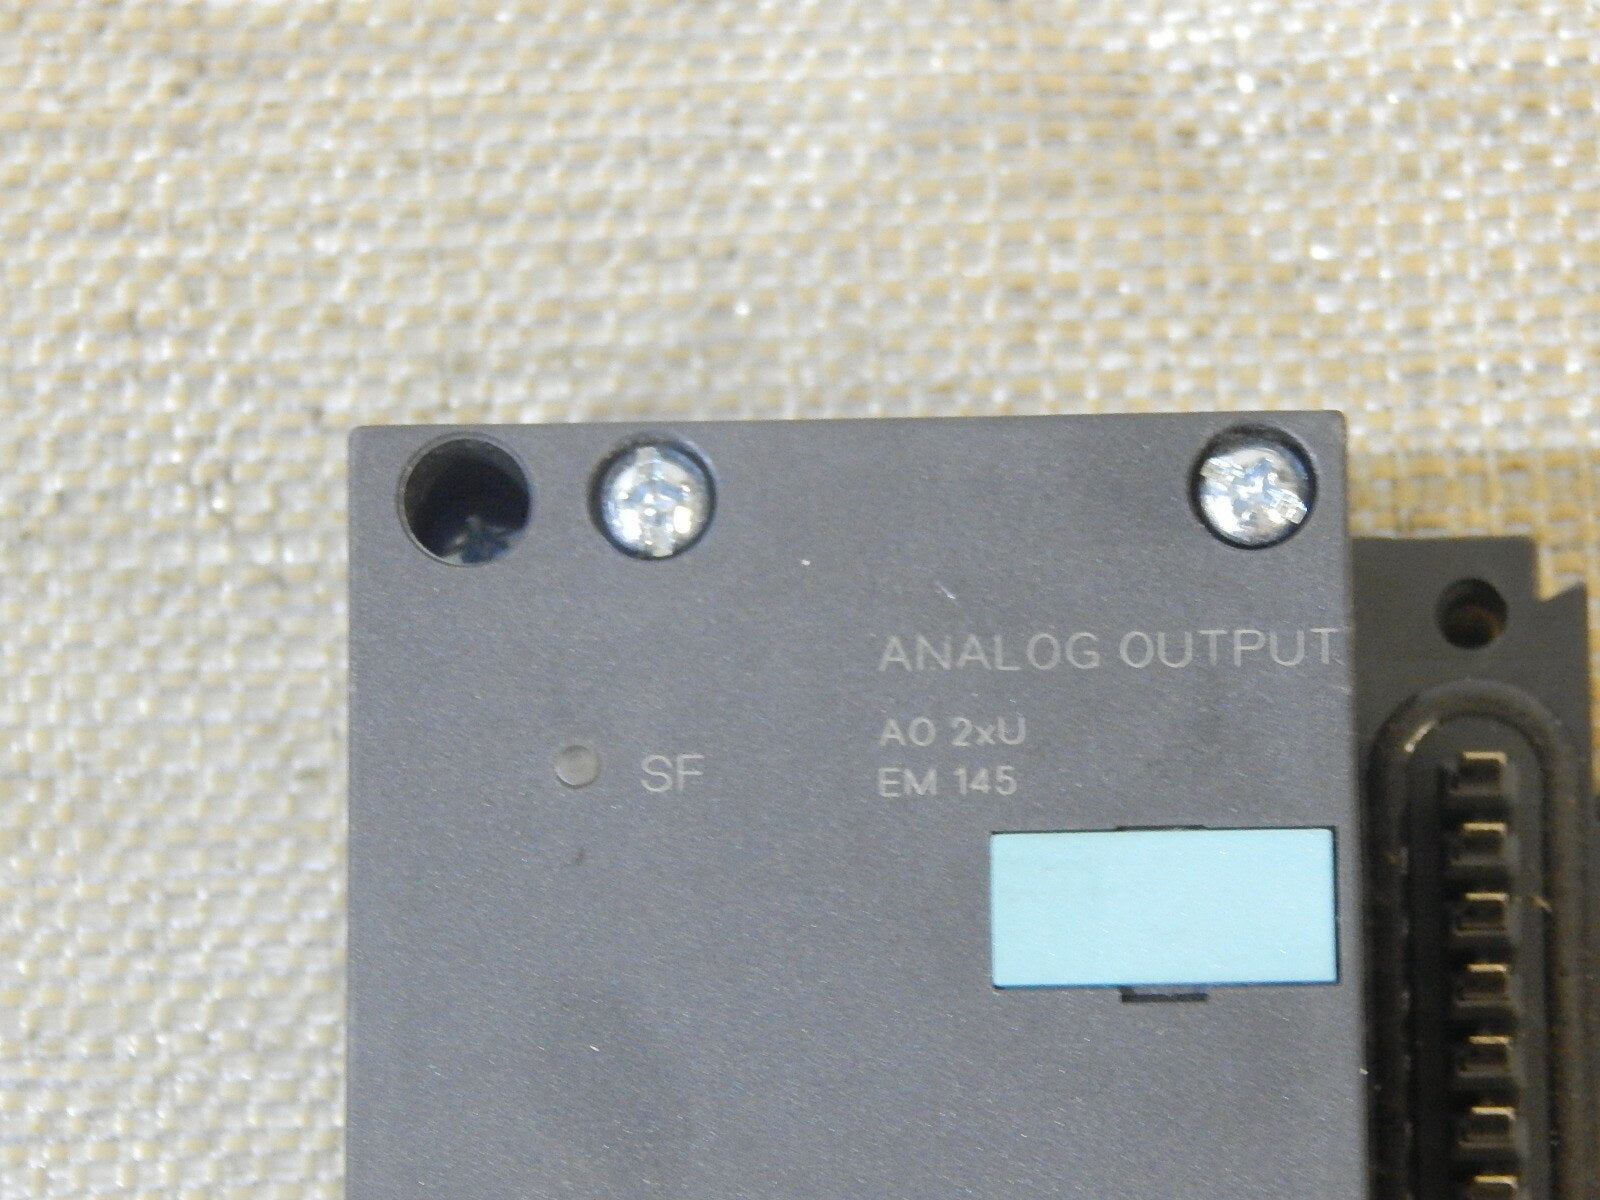 ANALOG OUTPUT
AO 2xU
SF
EM 145